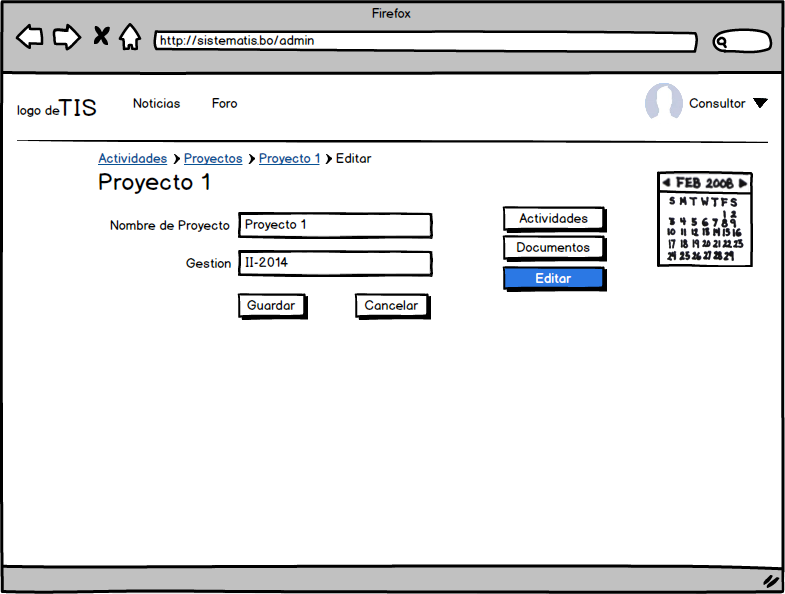 Firefox
http://sistematis.bo/admin
logo deTIS
Noticias
Foro
Consultor
Actividades > Proyectos > Proyecto 1 > Editar
Proyecto 1
Nombre de Proyecto
Proyecto 1
Gestion
II-2014
Guardar
Cancelar
Actividades
Documentos
Editar
FEB 2008
S M T W T F S
1 2
3 4 5 6 7 8 9
10 11 12 13 14 15 16
17 18 19 20 21 22 23
24 25 26 27 28 29